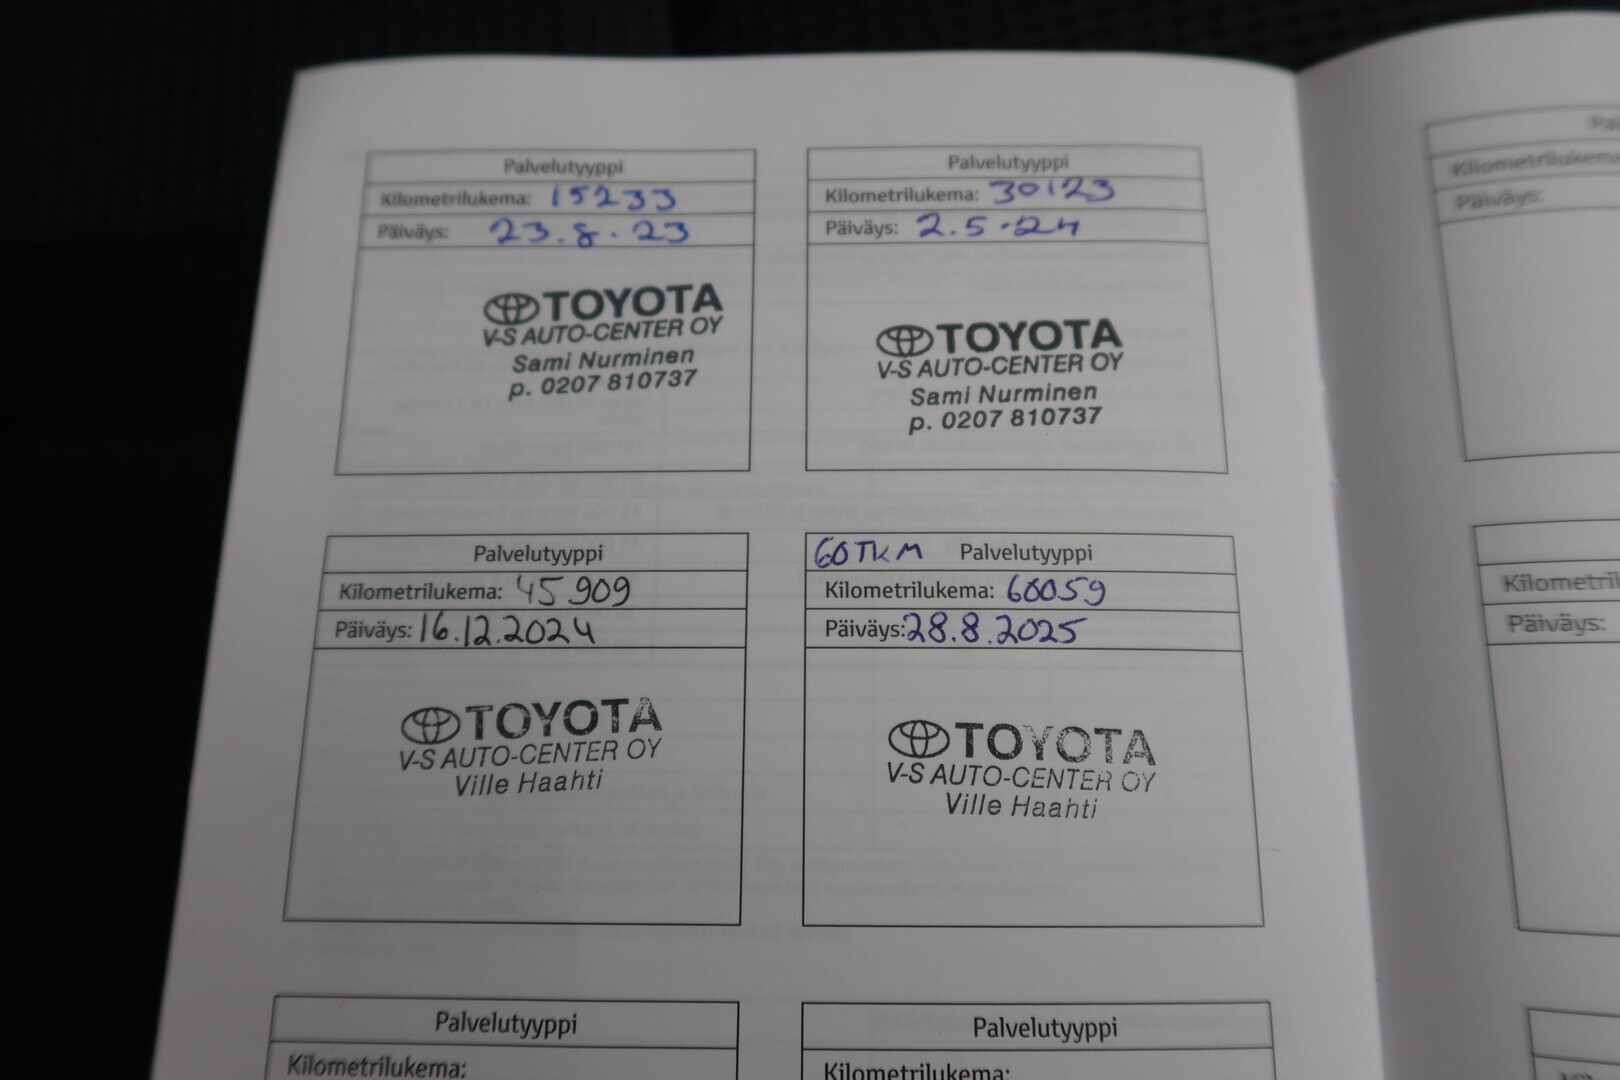 Palvelutyyppi
Kilometrilukema: 15233
Päiväys: 23.8.23
TOYOTA
V-S AUTO-CENTER OY
Sami Nurminen
p. 0207 810737
Palvelutyyppi
Kilometrilukema: 30123
Päiväys: 2.5.24
TOYOTA
V-S AUTO-CENTER OY
Sami Nurminen
p. 0207 810737
Palvelutyyppi
Kilometrilukema: 45909
Päiväys: 16.12.2024
TOYOTA
V-S AUTO-CENTER OY
Ville Haahti
60TKM Palvelutyyppi
Kilometrilukema: 60059
Päiväys: 28.8.2025
TOYOTA
V-S AUTO-CENTER OY
Ville Haahti
Palvelutyyppi
Kilometrilukema:
Palvelutyyppi
Kilometrilukema:
Kilometrilukema
Päiväys:
Kilometril
Päiväys: